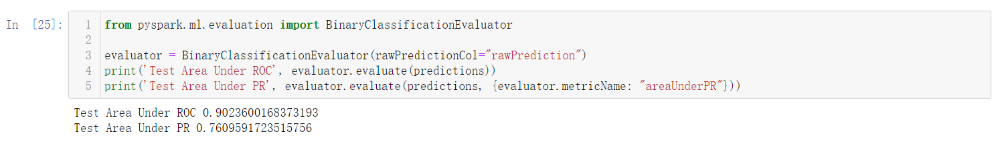 In [25]:
1 from pyspark.ml.evaluation import BinaryClassificationEvaluator
2
3 evaluator = BinaryClassificationEvaluator(rawPredictionCol="rawPrediction")
4 print('Test Area Under ROC', evaluator.evaluate(predictions))
5 print('Test Area Under PR', evaluator.evaluate(predictions, {evaluator.metricName: "areaUnderPR"}))
Test Area Under ROC 0.9023600168373193
Test Area Under PR 0.7609591723515756